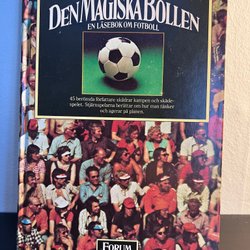 DEN MAGISKA BOLLEN
EN LÄSEBOK OM FOTBOLL
45 berömda författare skildrar kampen och skåde-
spelet. Stjärnspelarna berättar om hur man tänker
och agerar på planen.
FORUM